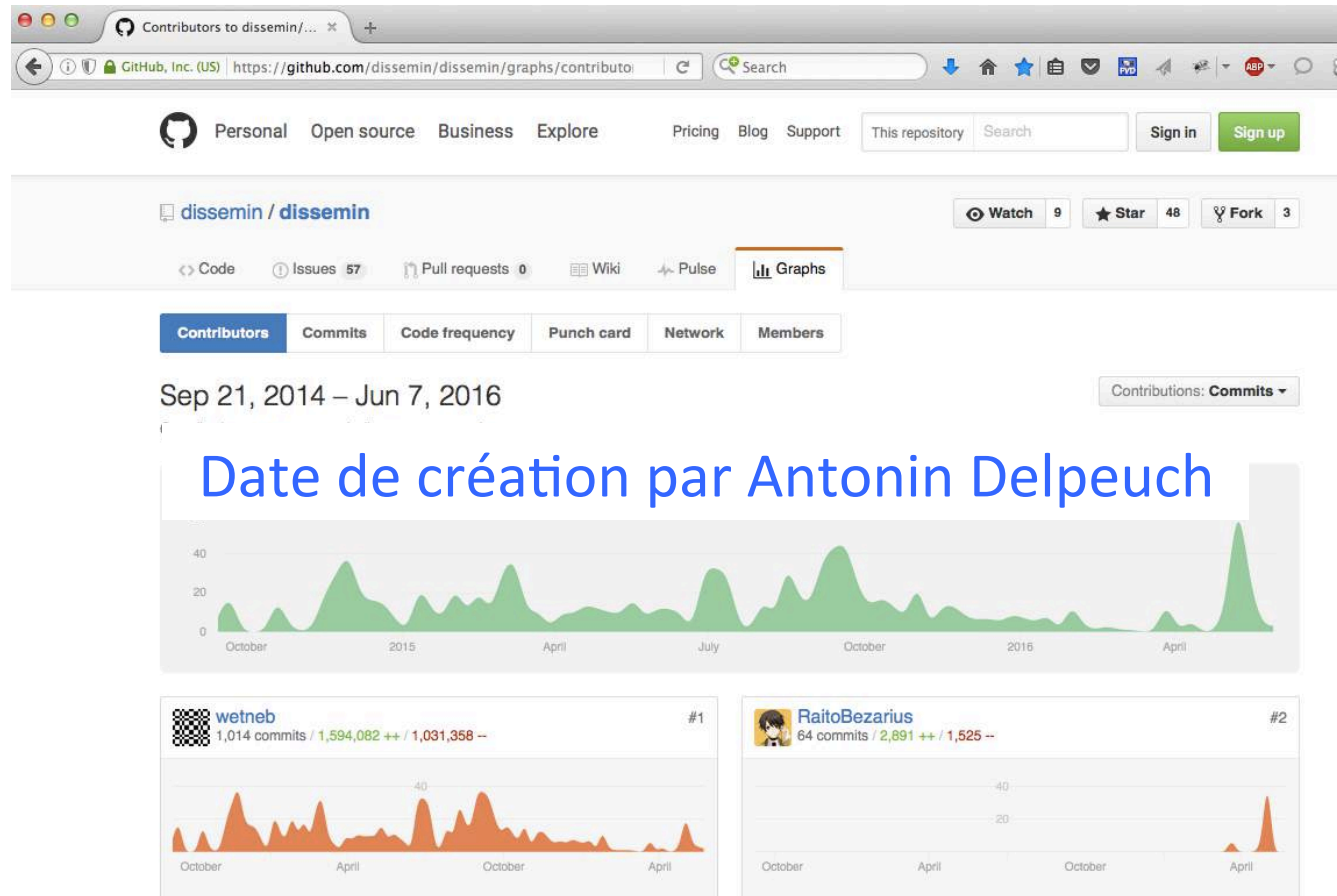 Contributors to dissemin/...
GitHub, Inc. (US) https://github.com/dissemin/dissemin/graphs/contributo Search ABP
Personal Open source Business Explore Pricing Blog Support This repository Search Sign in Sign up
dissemin / dissemin Watch 9 Star 48 Fork 3
Code Issues 57 Pull requests 0 Wiki Pulse Graphs
Contributors Commits Code frequency Punch card Network Members
Sep 21, 2014 – Jun 7, 2016 Contributions: Commits
Date de création par Antonin Delpeuch
40
20
0
October 2015 April July October 2016 April
wetneb #1
1,014 commits / 1,594,082 ++ / 1,031,358 --
40
October April October April
RaitoBezarius #2
64 commits / 2,891 ++ / 1,525 --
40
20
October April October April